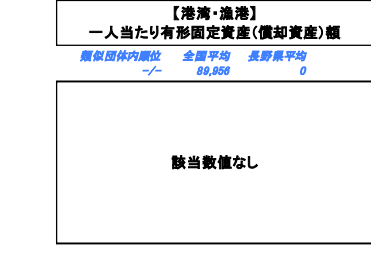 【港湾・漁港】
一人当たり有形固定資産(償却資産)額
類似団体内順位 全国平均 長野県平均
-/- 89,956 0
該当数値なし